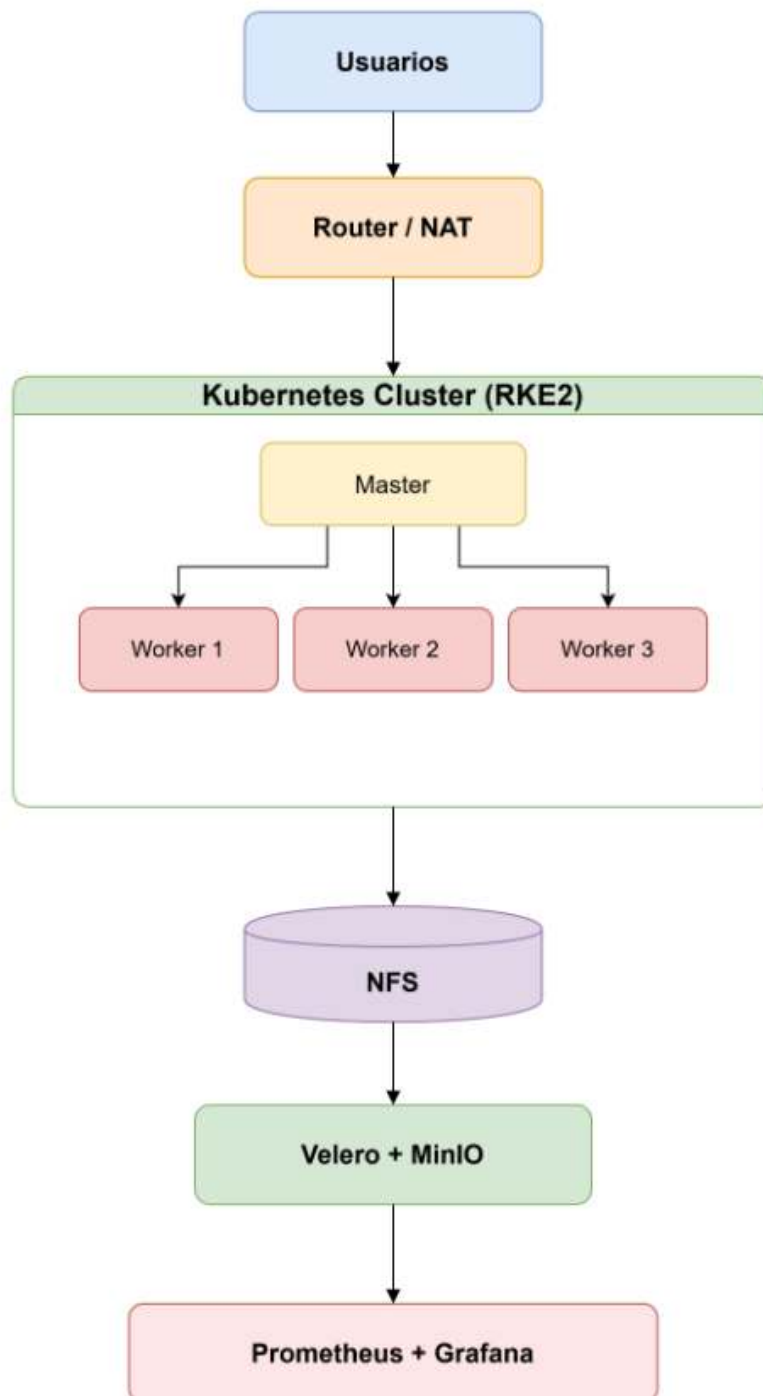 Usuarios
Router / NAT
Kubernetes Cluster (RKE2)
Master
Worker 1
Worker 2
Worker 3
NFS
Velero + MinIO
Prometheus + Grafana